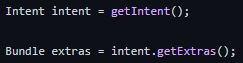 Intent intent = getIntent();
Bundle extras = intent.getExtras();